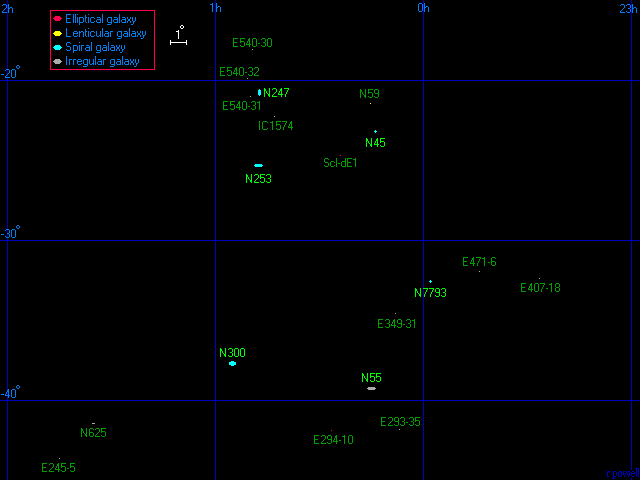 2h 1h 0h 23h
Elliptical galaxy
Lenticular galaxy
Spiral galaxy
Irregular galaxy
1°
E540-30
-20°
E540-32
N247
N59
E540-31
IC1574
N45
Scl-dE1
N253
-30°
E471-6
N7793
E407-18
E349-31
N300
N55
-40°
N625
E293-35
E294-10
E245-5